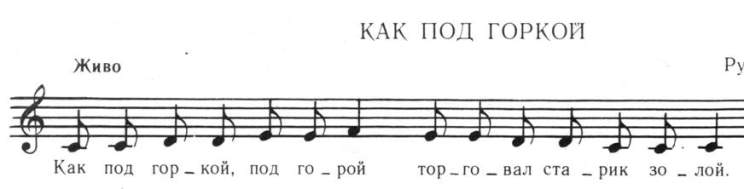 КАК ПОД ГОРКОЙ
Живо
Ру
Как под гор – кой, под го – рой тор – го – вал ста – рик зо – лой.